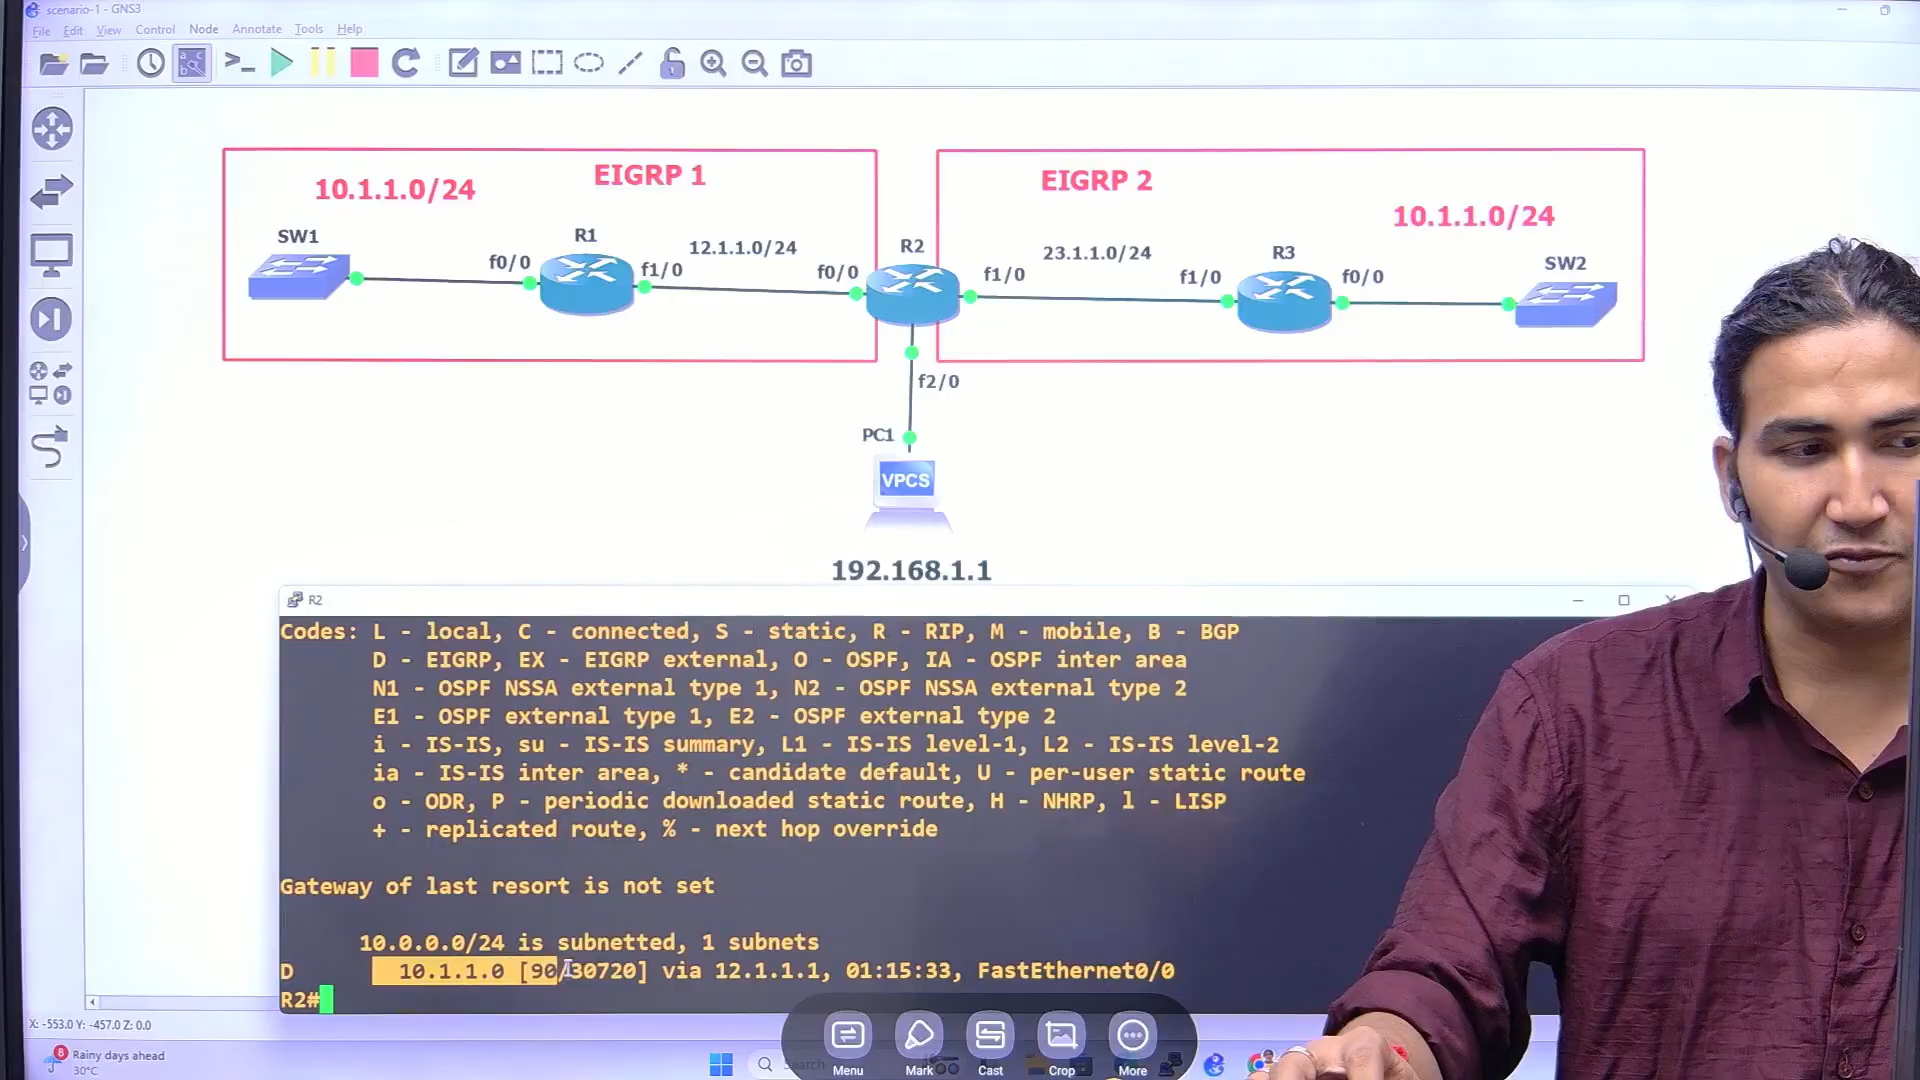 scenario-1 - GNS3
File Edit View Control Node Annotate Tools Help
EIGRP 1
10.1.1.0/24
EIGRP 2
10.1.1.0/24
SW1
R1
12.1.1.0/24
R2
23.1.1.0/24
R3
SW2
f0/0
f1/0
f0/0
f1/0
f1/0
f0/0
f2/0
PC1
VPCS
192.168.1.1
R2
Codes: L - local, C - connected, S - static, R - RIP, M - mobile, B - BGP
D - EIGRP, EX - EIGRP external, O - OSPF, IA - OSPF inter area
N1 - OSPF NSSA external type 1, N2 - OSPF NSSA external type 2
E1 - OSPF external type 1, E2 - OSPF external type 2
i - IS-IS, su - IS-IS summary, L1 - IS-IS level-1, L2 - IS-IS level-2
ia - IS-IS inter area, * - candidate default, U - per-user static route
o - ODR, P - periodic downloaded static route, H - NHRP, l - LISP
+ - replicated route, % - next hop override
Gateway of last resort is not set
10.0.0.0/24 is subnetted, 1 subnets
D 10.1.1.0 [90/30720] via 12.1.1.1, 01:15:33, FastEthernet0/0
R2#
X: -553.0 Y: -457.0 Z: 0.0
8
Rainy days ahead
30°C
Search
Menu Mark Cast Crop More